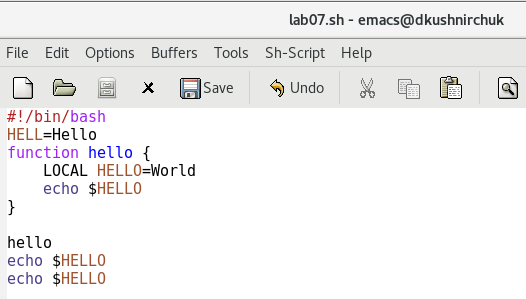 lab07.sh - emacs@dkushnirchuk
File Edit Options Buffers Tools Sh-Script Help
Save Undo
#!/bin/bash
HELL=Hello
function hello {
    LOCAL HELLO=World
    echo $HELLO
}
hello
echo $HELLO
echo $HELLO